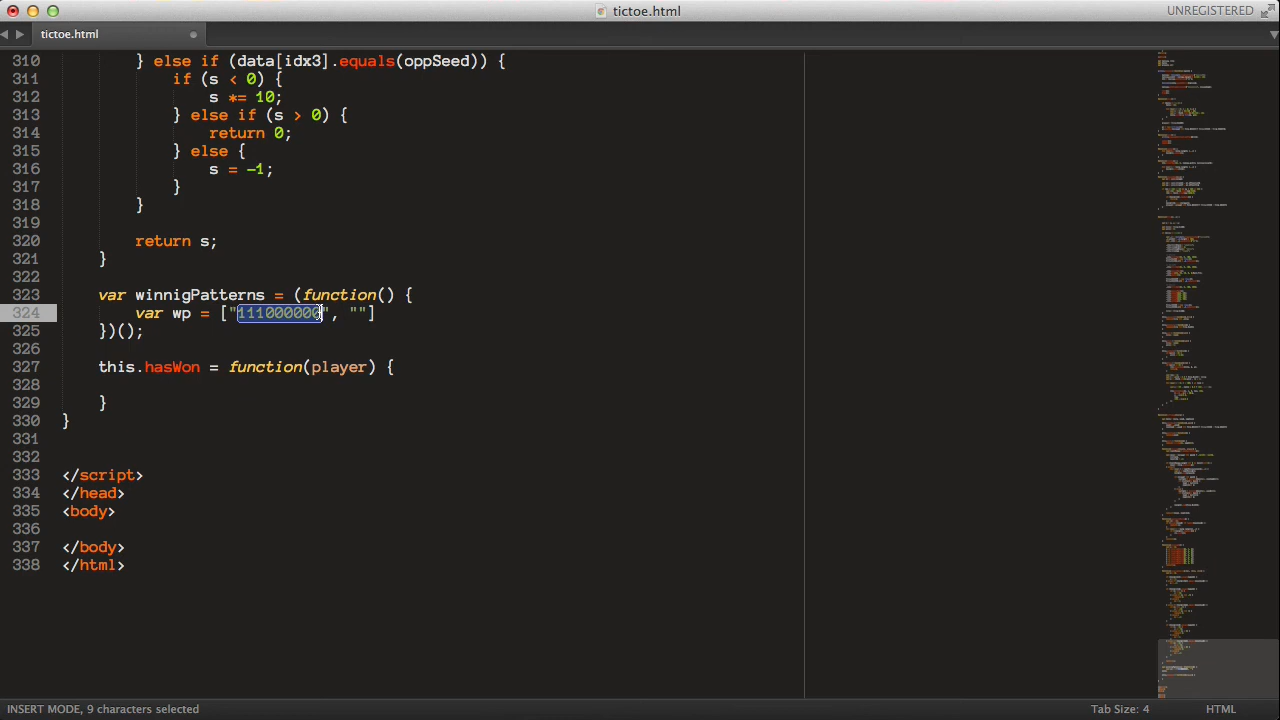 tictoe.html
UNREGISTERED
tictoe.html
310 } else if (data[idx3].equals(oppSeed)) {
311 if (s < 0) {
312 s *= 10;
313 } else if (s > 0) {
314 return 0;
315 } else {
316 s = -1;
317 }
318 }
319
320 return s;
321 }
322
323 var winnigPatterns = (function() {
324 var wp = ["111000000", ""]
325 })();
326
327 this.hasWon = function(player) {
328
329 }
330 }
331
332
333 </script>
334 </head>
335 <body>
336
337 </body>
338 </html>
INSERT MODE, 9 characters selected
Tab Size: 4
HTML